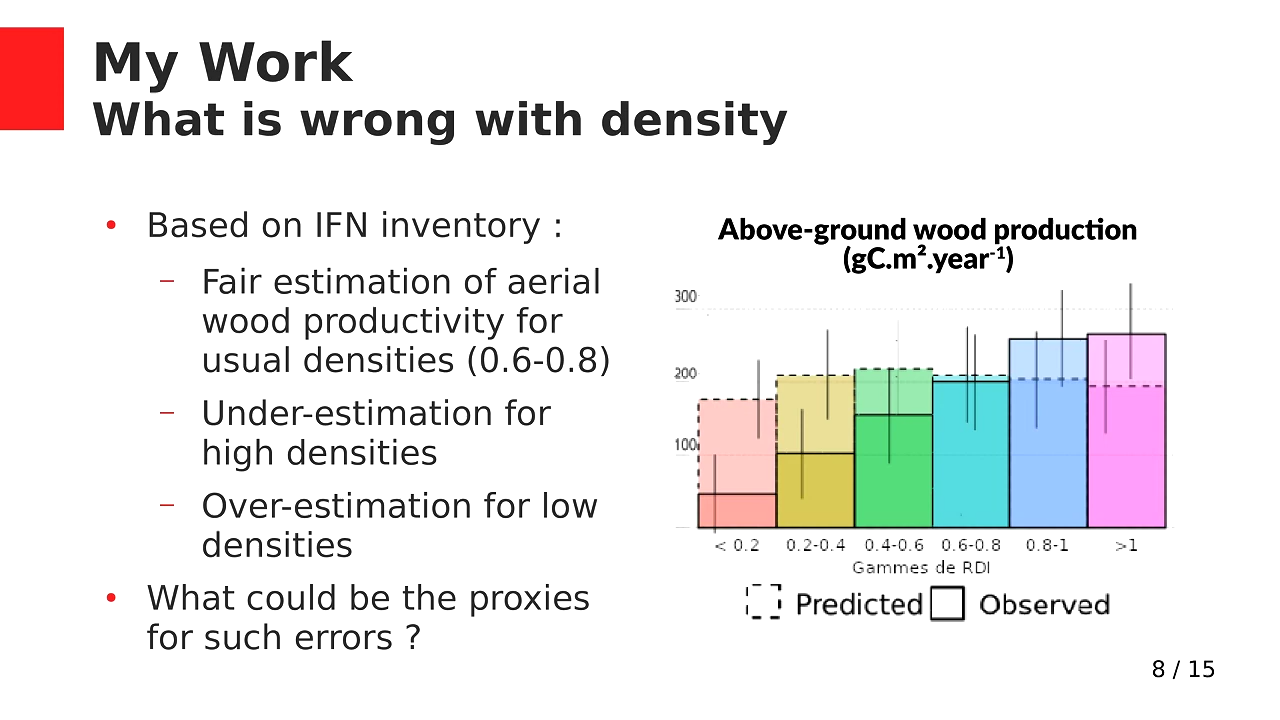 My Work
What is wrong with density
• Based on IFN inventory :
– Fair estimation of aerial
wood productivity for
usual densities (0.6-0.8)
– Under-estimation for
high densities
– Over-estimation for low
densities
• What could be the proxies
for such errors ?
Above-ground wood production
(gC.m².year⁻¹)
300
200
100
< 0.2 0.2-0.4 0.4-0.6 0.6-0.8 0.8-1 >1
Gammes de RDI
Predicted Observed
8 / 15